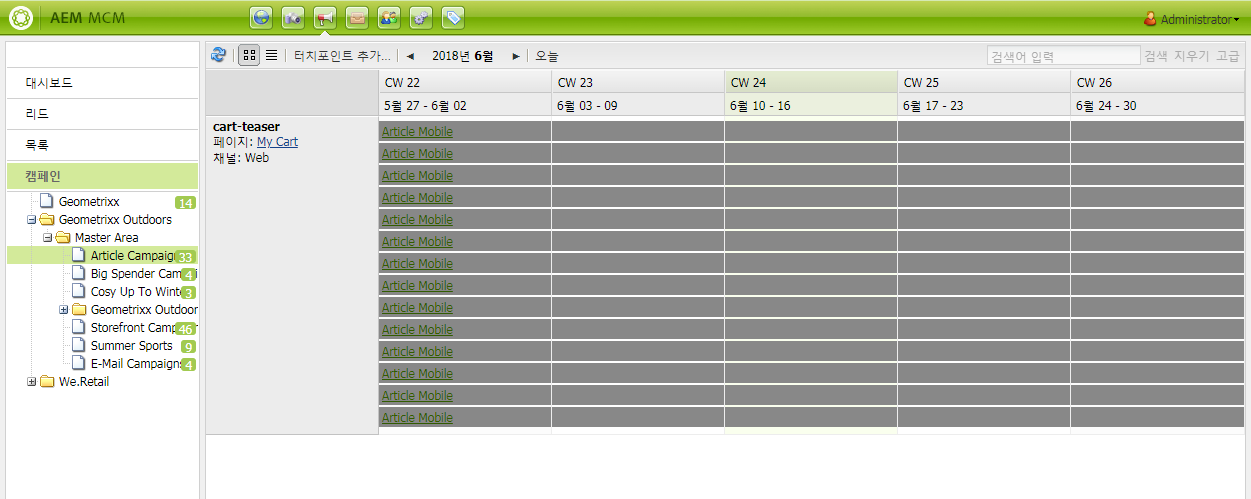 AEM MCM
Administrator
대시보드
리드
목록
캠페인
Geometrixx 14
Geometrixx Outdoors
Master Area
Article Campaign 33
Big Spender Cam 4
Cosy Up To Wint 3
Geometrixx Outdoor
Storefront Camp 46
Summer Sports 9
E-Mail Campaigns 4
We.Retail
터치포인트 추가... 2018년 6월 오늘 검색어 입력 검색 지우기 고급
CW 22 CW 23 CW 24 CW 25 CW 26
5월 27 - 6월 02 6월 03 - 09 6월 10 - 16 6월 17 - 23 6월 24 - 30
cart-teaser
페이지: My Cart
채널: Web
Article Mobile
Article Mobile
Article Mobile
Article Mobile
Article Mobile
Article Mobile
Article Mobile
Article Mobile
Article Mobile
Article Mobile
Article Mobile
Article Mobile
Article Mobile
Article Mobile